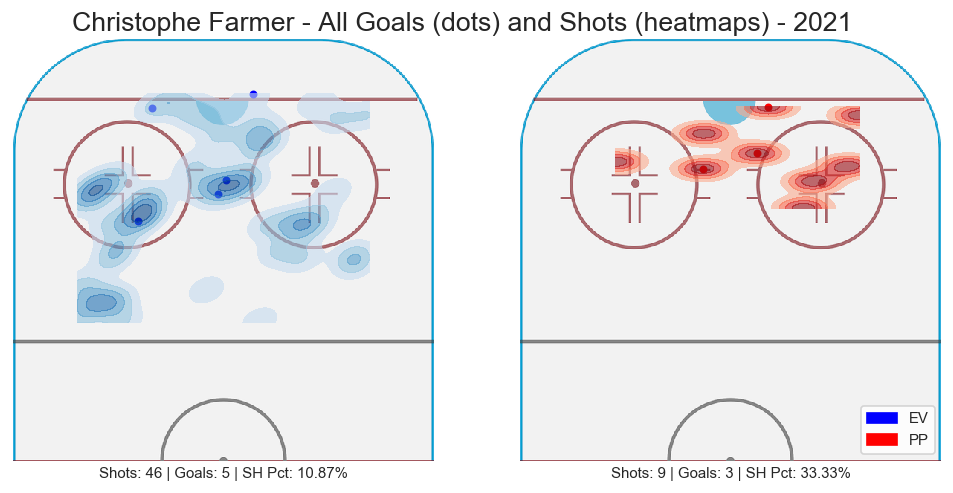 Christophe Farmer - All Goals (dots) and Shots (heatmaps) - 2021
EV
PP
Shots: 46 | Goals: 5 | SH Pct: 10.87%
Shots: 9 | Goals: 3 | SH Pct: 33.33%